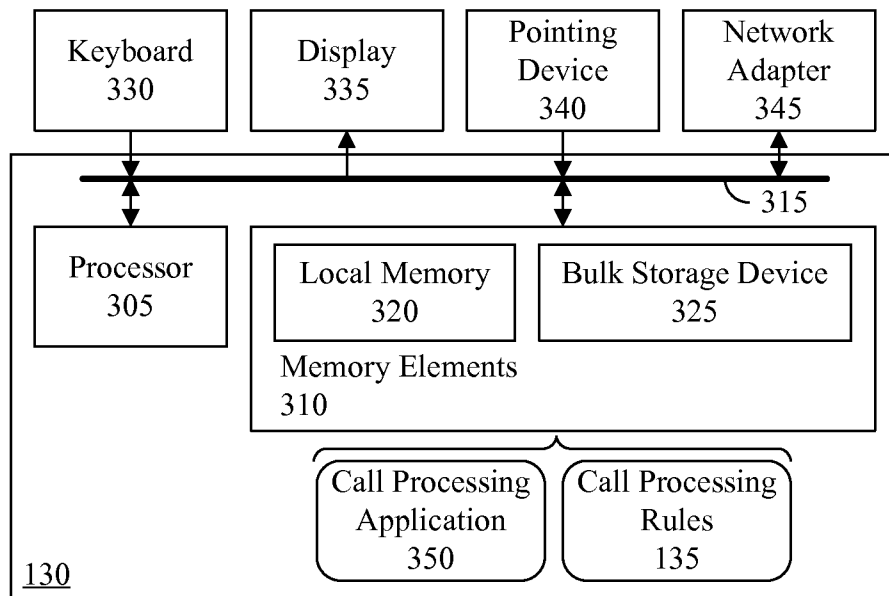 Keyboard
330
Display
335
Pointing
Device
340
Network
Adapter
345
315
Processor
305
Local Memory
320
Bulk Storage Device
325
Memory Elements
310
Call Processing
Application
350
Call Processing
Rules
135
130